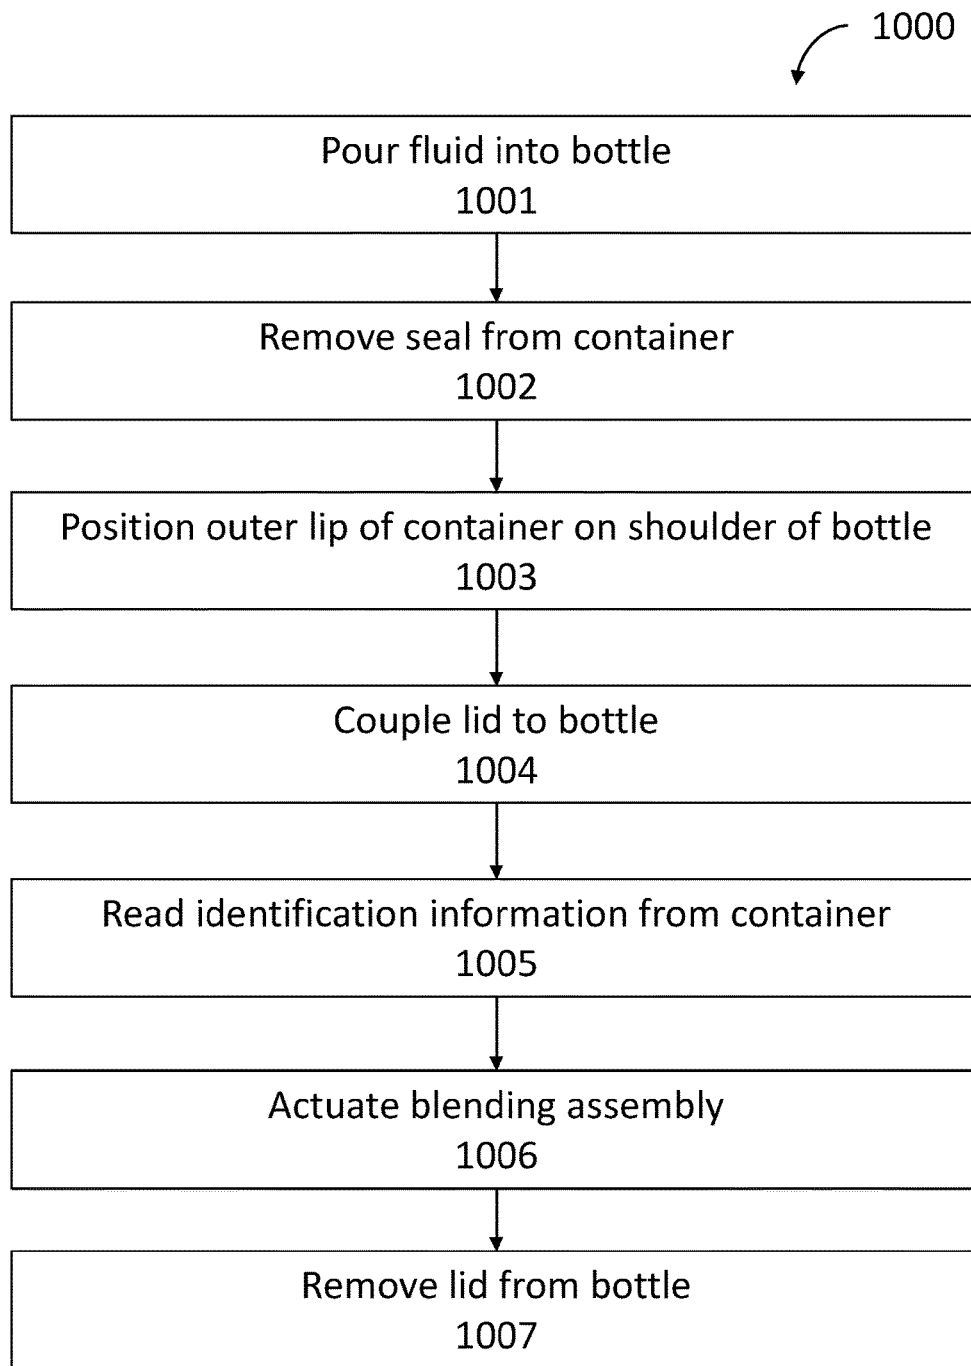 1000
Pour fluid into bottle
1001
Remove seal from container
1002
Position outer lip of container on shoulder of bottle
1003
Couple lid to bottle
1004
Read identification information from container
1005
Actuate blending assembly
1006
Remove lid from bottle
1007